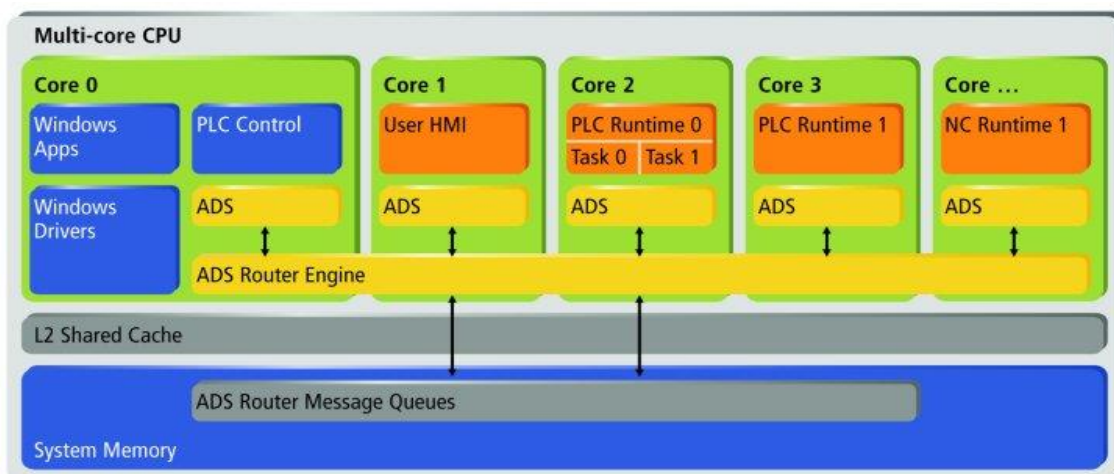 Multi-core CPU
Core 0
Windows
Apps
PLC Control
Windows
Drivers
ADS
Core 1
User HMI
ADS
Core 2
PLC Runtime 0
Task 0
Task 1
ADS
Core 3
PLC Runtime 1
ADS
Core ...
NC Runtime 1
ADS
ADS Router Engine
L2 Shared Cache
ADS Router Message Queues
System Memory